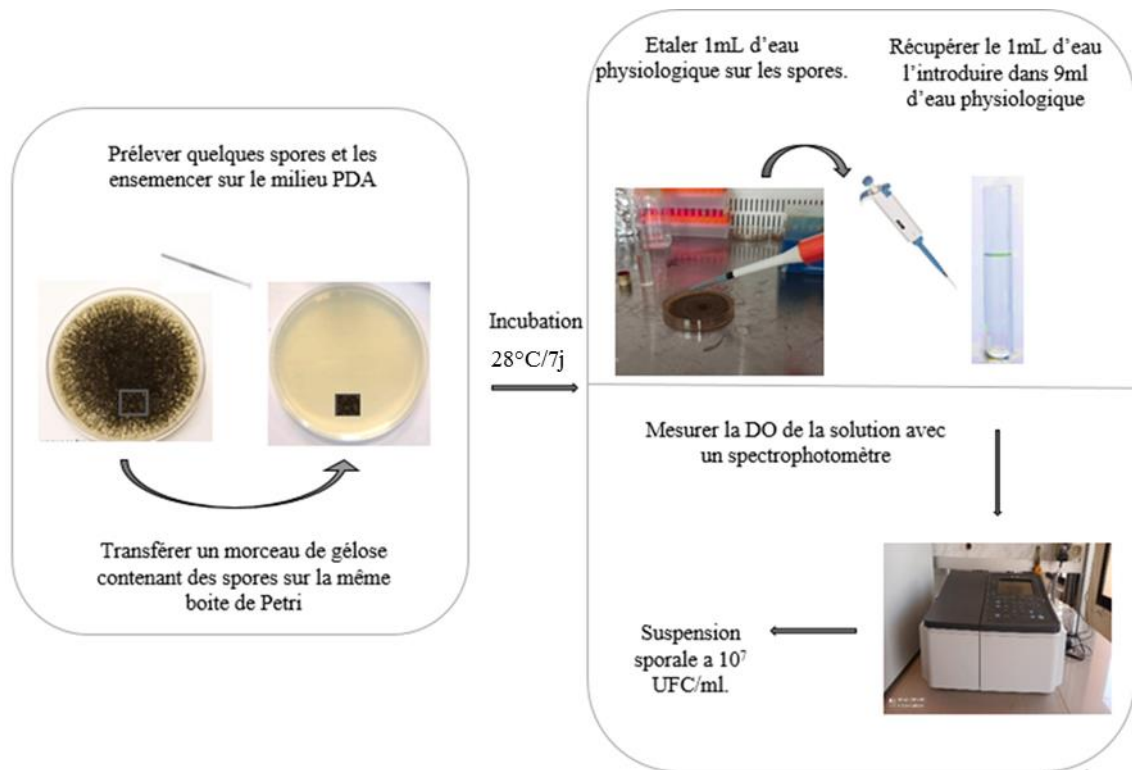 Prélever quelques spores et les
ensemencer sur le milieu PDA
Transférer un morceau de gélose
contenant des spores sur la même
boite de Petri
Incubation
28°C/7j
Etaler 1mL d'eau
physiologique sur les spores.
Récupérer le 1mL d'eau
l'introduire dans 9ml
d'eau physiologique
Mesurer la DO de la solution avec
un spectrophotomètre
Suspension
sporale a 10⁷
UFC/ml.